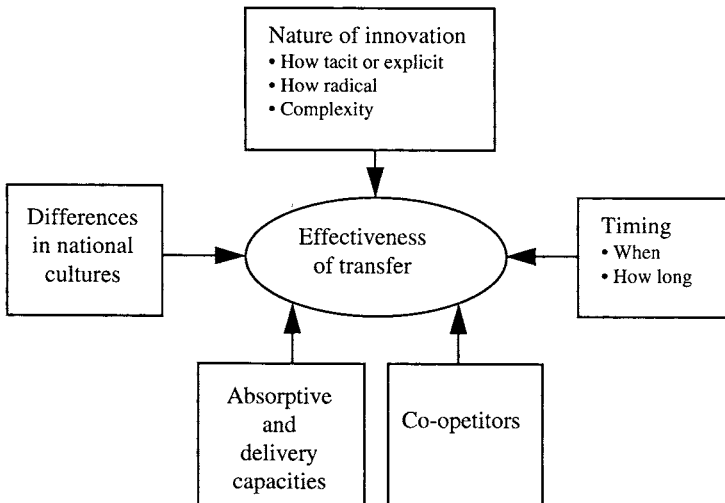 Nature of innovation
• How tacit or explicit
• How radical
• Complexity
Differences
in national
cultures
Effectiveness
of transfer
Timing
• When
• How long
Absorptive
and
delivery
capacities
Co-opetitors